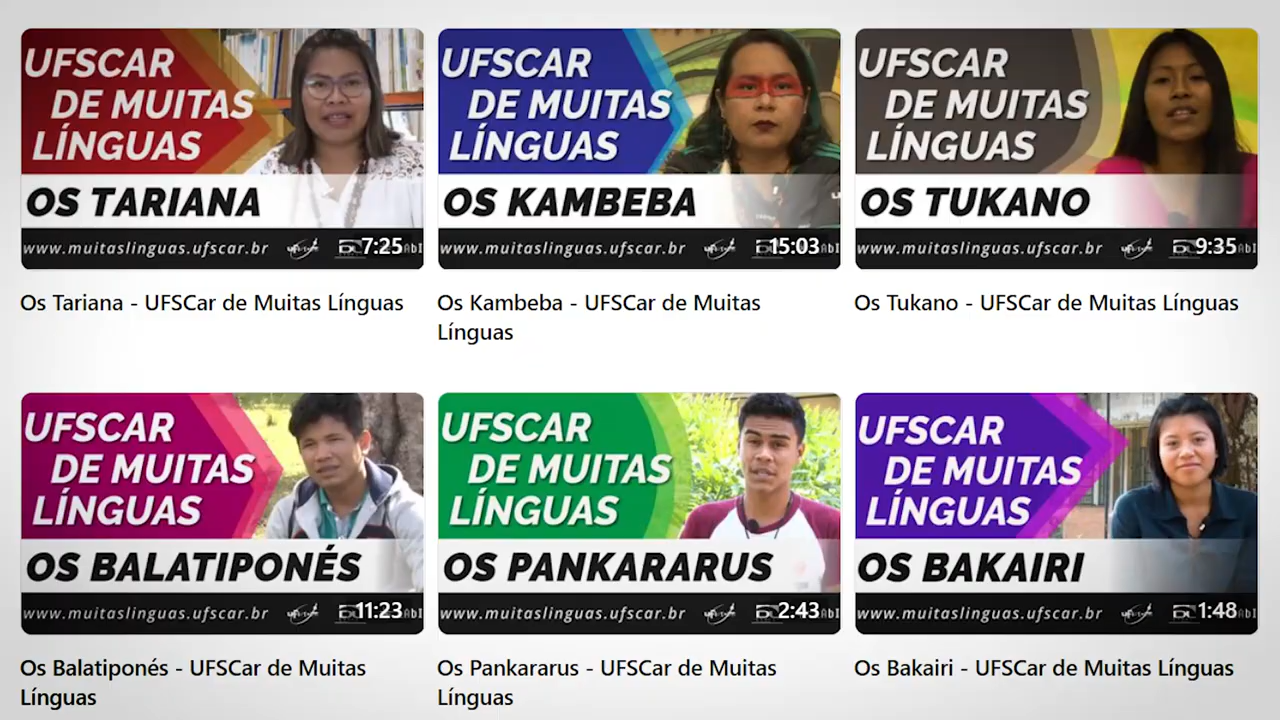 UFSCAR
DE MUITAS
LÍNGUAS
OS TARIANA
www.muitaslinguas.ufscar.br
7:25
Os Tariana - UFSCar de Muitas Línguas
UFSCAR
DE MUITAS
LÍNGUAS
OS KAMBEBA
www.muitaslinguas.ufscar.br
15:03
Os Kambeba - UFSCar de Muitas
Línguas
UFSCAR
DE MUITAS
LÍNGUAS
OS TUKANO
www.muitaslinguas.ufscar.br
9:35
Os Tukano - UFSCar de Muitas Línguas
UFSCAR
DE MUITAS
LÍNGUAS
OS BALATIPONÉS
www.muitaslinguas.ufscar.br
11:23
Os Balatiponés - UFSCar de Muitas
Línguas
UFSCAR
DE MUITAS
LÍNGUAS
OS PANKARARUS
www.muitaslinguas.ufscar.br
2:43
Os Pankararus - UFSCar de Muitas
Línguas
UFSCAR
DE MUITAS
LÍNGUAS
OS BAKAIRI
www.muitaslinguas.ufscar.br
1:48
Os Bakairi - UFSCar de Muitas Línguas